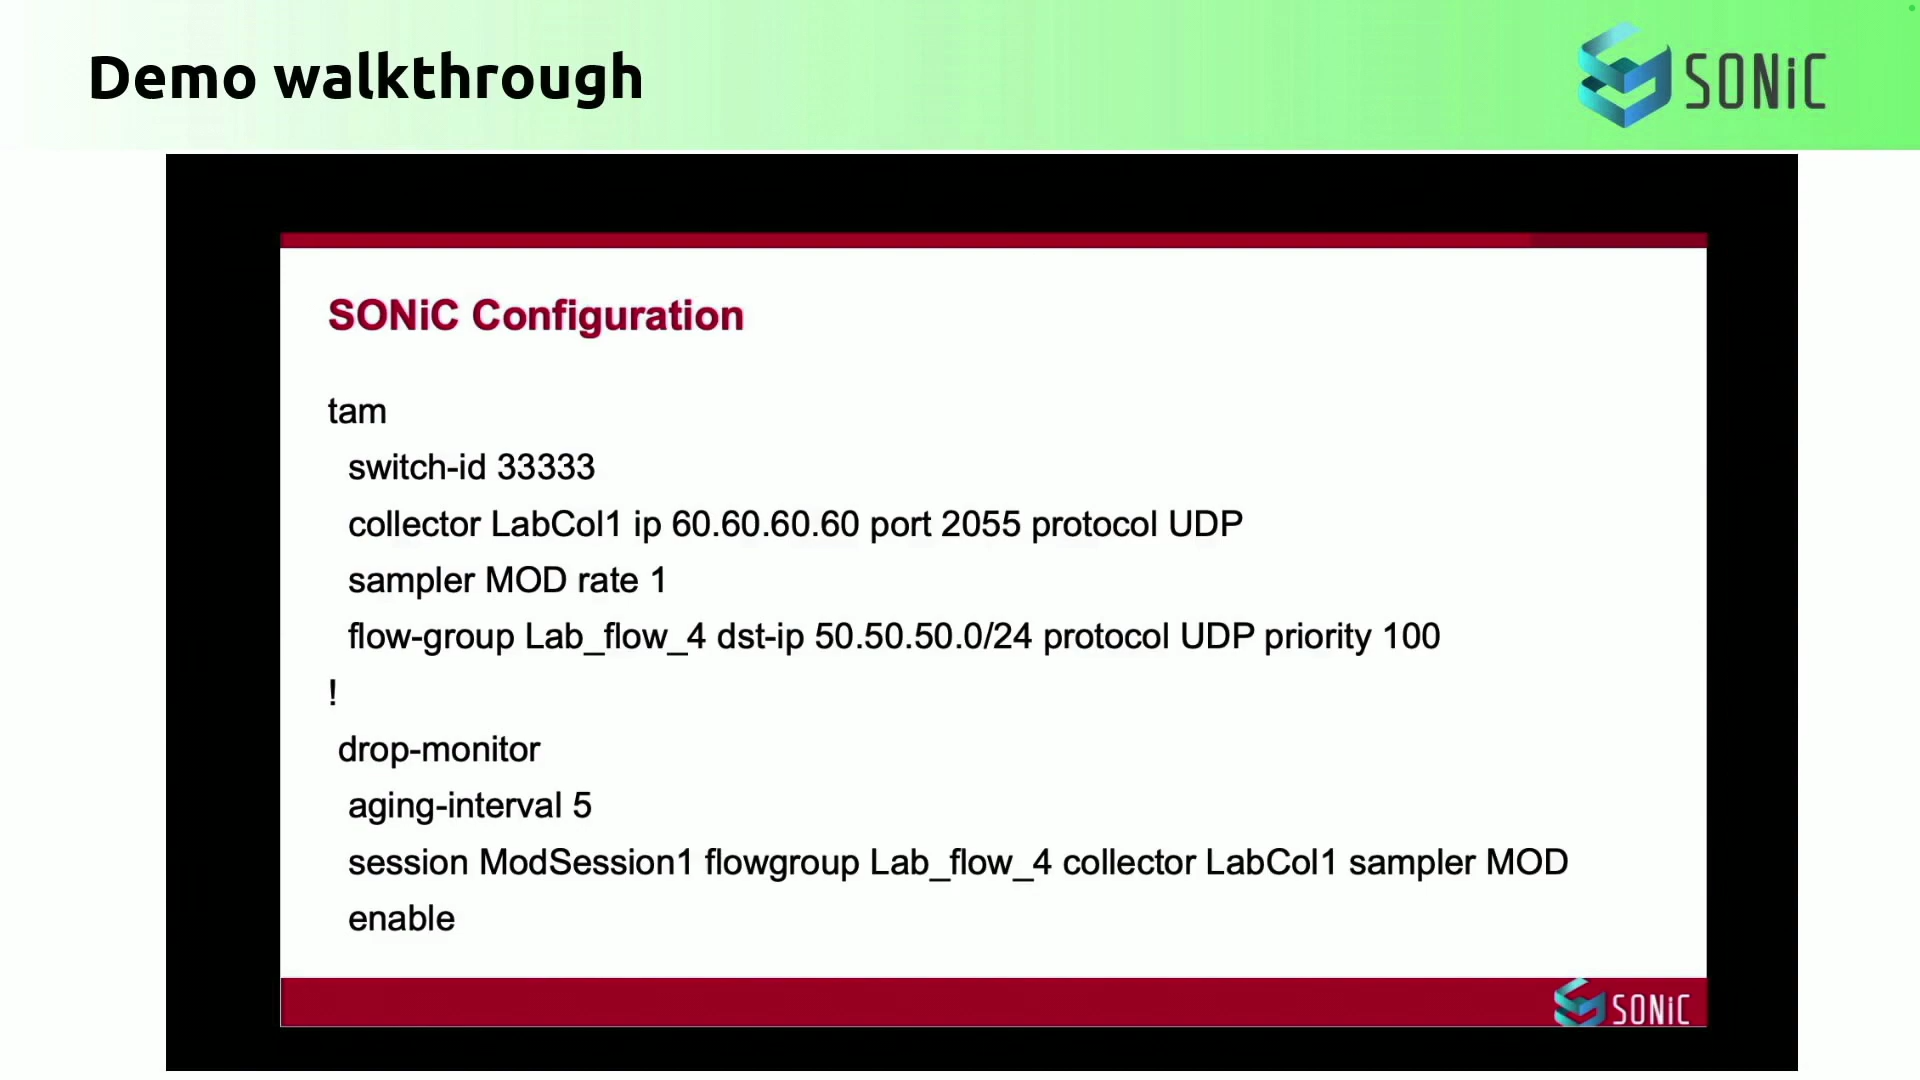 Demo walkthrough
SONiC
SONiC Configuration
tam
switch-id 33333
collector LabCol1 ip 60.60.60.60 port 2055 protocol UDP
sampler MOD rate 1
flow-group Lab_flow_4 dst-ip 50.50.50.0/24 protocol UDP priority 100
!
drop-monitor
aging-interval 5
session ModSession1 flowgroup Lab_flow_4 collector LabCol1 sampler MOD
enable
SONiC